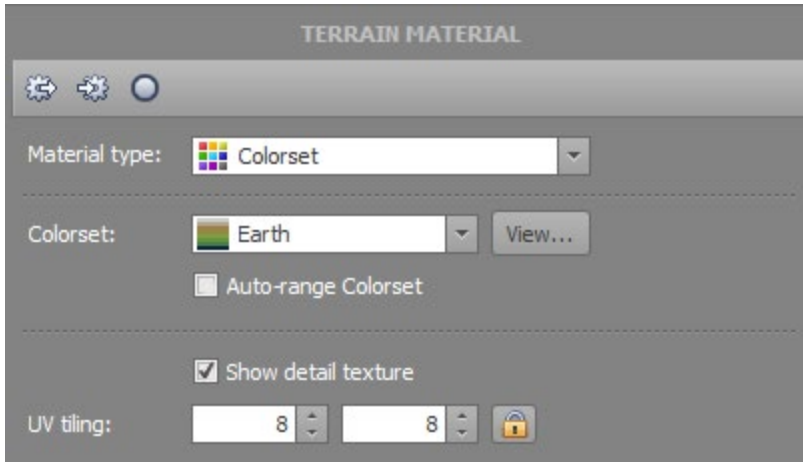 TERRAIN MATERIAL
Material type: Colorset
Colorset: Earth View...
Auto-range Colorset
Show detail texture
UV tiling: 8 8